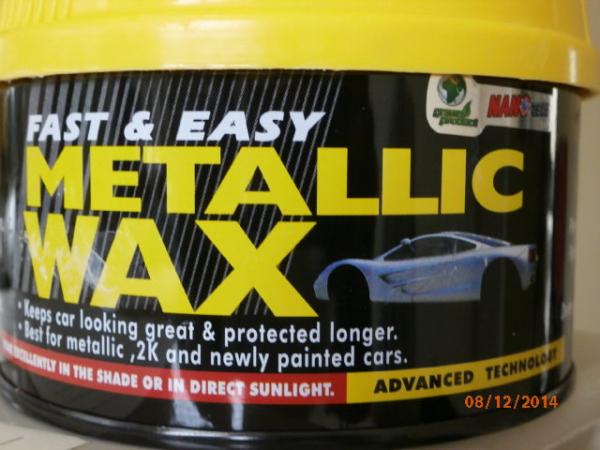 FAST & EASY
METALLIC
WAX
• Keeps car looking great & protected longer.
• Best for metallic ,2K and newly painted cars.
EXCELLENTLY IN THE SHADE OR IN DIRECT SUNLIGHT.
ADVANCED TECHNOLOGY
NANO
08/12/2014